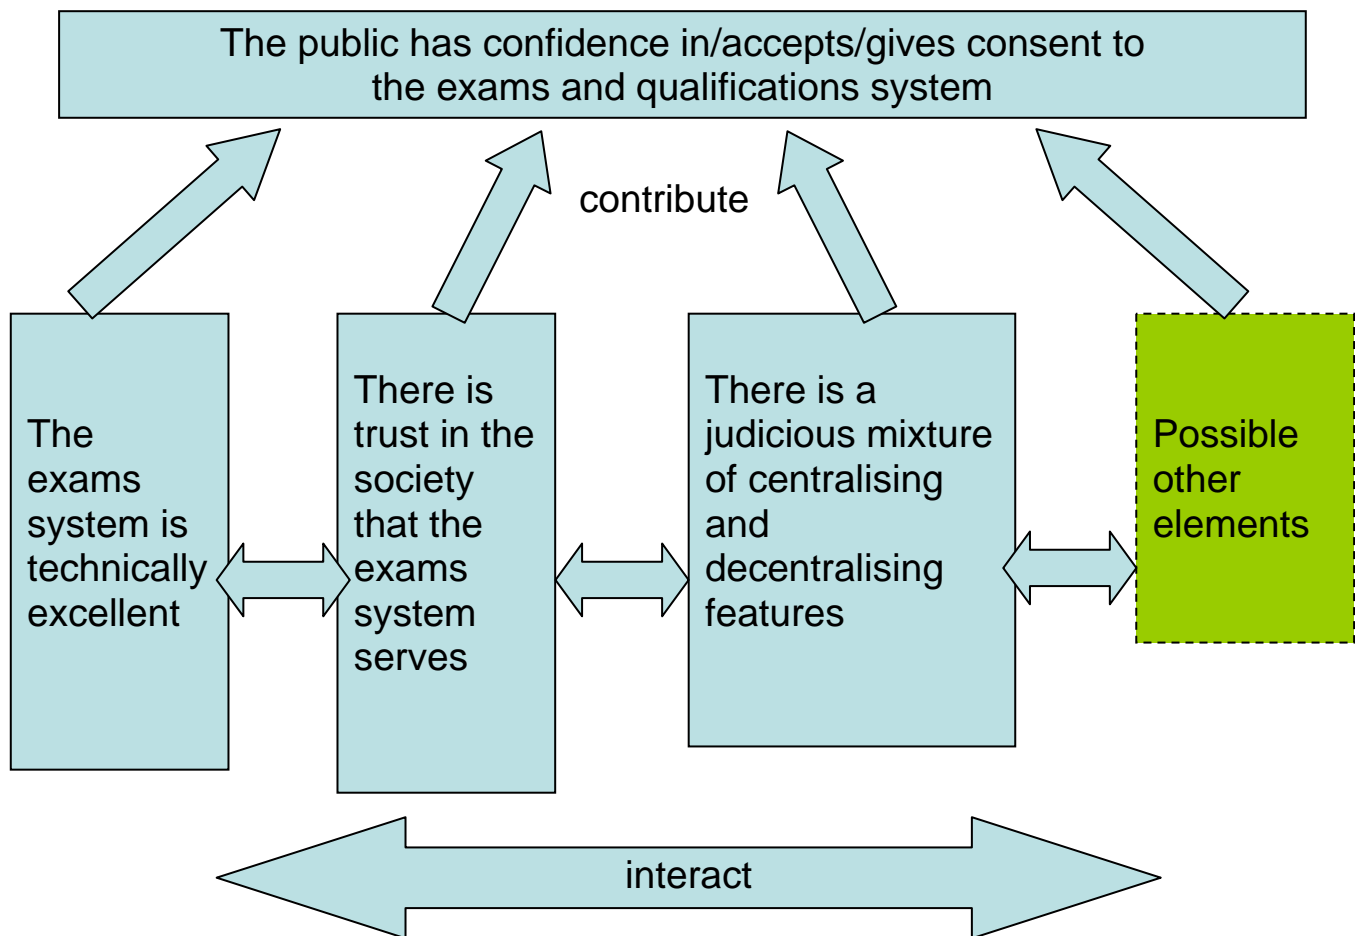 The public has confidence in/accepts/gives consent to
the exams and qualifications system
contribute
The
exams
system is
technically
excellent
There is
trust in the
society
that the
exams
system
serves
There is a
judicious mixture
of centralising
and
decentralising
features
Possible
other
elements
interact